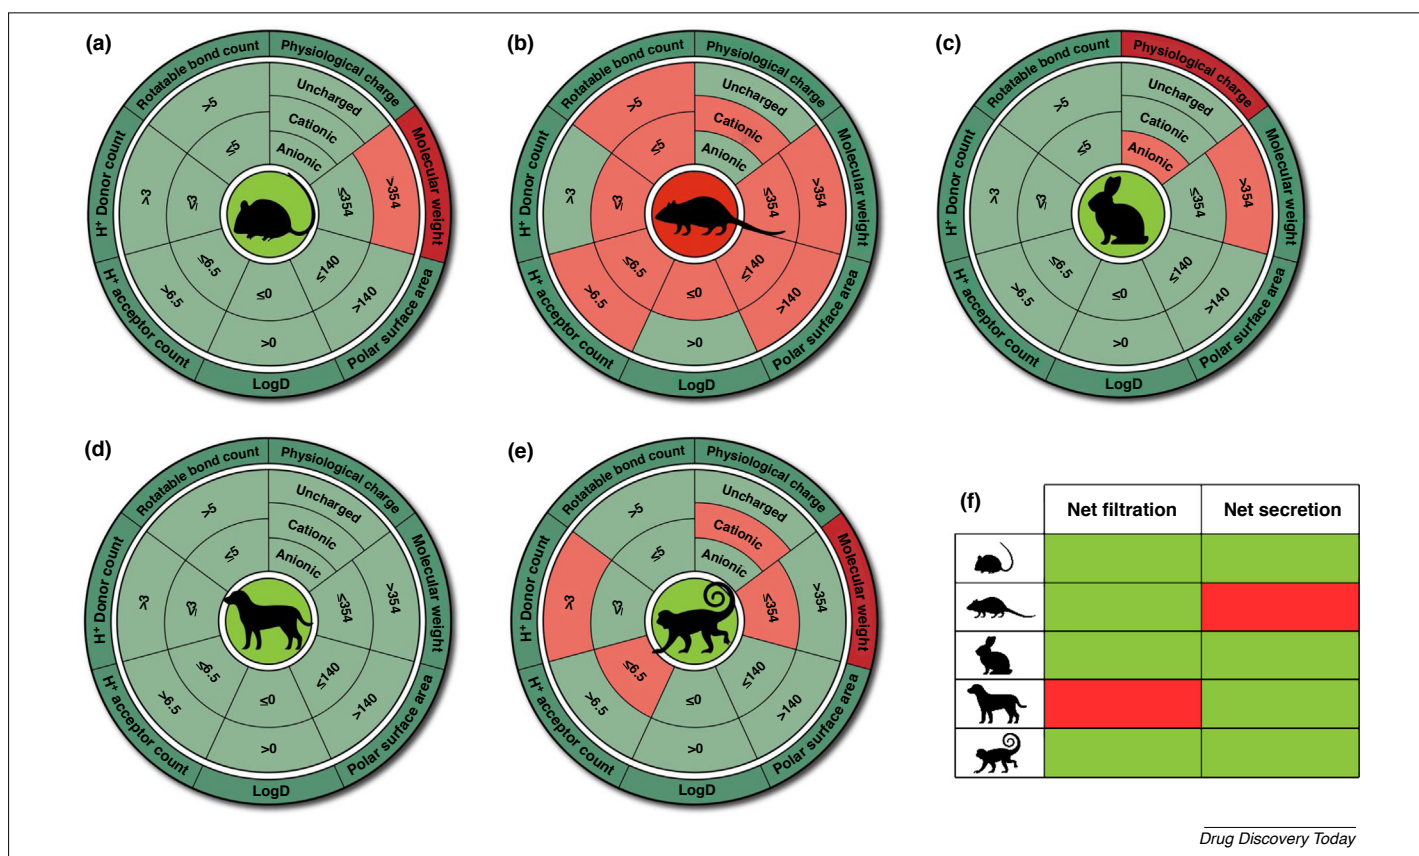 (a)
Rotatable bond count
Physiological charge
Molecular weight
Polar surface area
LogD
H+ acceptor count
H+ Donor count
>5
≤5
Uncharged
Cationic
Anionic
>354
≤354
>140
≤140
>0
≤0
>6.5
≤6.5
>3
≤3
(b)
Rotatable bond count
Physiological charge
Molecular weight
Polar surface area
LogD
H+ acceptor count
H+ Donor count
>5
≤5
Uncharged
Cationic
Anionic
>354
≤354
>140
≤140
>0
≤0
>6.5
≤6.5
>3
≤3
(c)
Rotatable bond count
Physiological charge
Molecular weight
Polar surface area
LogD
H+ acceptor count
H+ Donor count
>5
≤5
Uncharged
Cationic
Anionic
>354
≤354
>140
≤140
>0
≤0
>6.5
≤6.5
>3
≤3
(d)
Rotatable bond count
Physiological charge
Molecular weight
Polar surface area
LogD
H+ acceptor count
H+ Donor count
>5
≤5
Uncharged
Cationic
Anionic
>354
≤354
>140
≤140
>0
≤0
>6.5
≤6.5
>3
≤3
(e)
Rotatable bond count
Physiological charge
Molecular weight
Polar surface area
LogD
H+ acceptor count
H+ Donor count
>5
≤5
Uncharged
Cationic
Anionic
>354
≤354
>140
≤140
>0
≤0
>6.5
≤6.5
>3
≤3
(f)
Net filtration
Net secretion
Drug Discovery Today